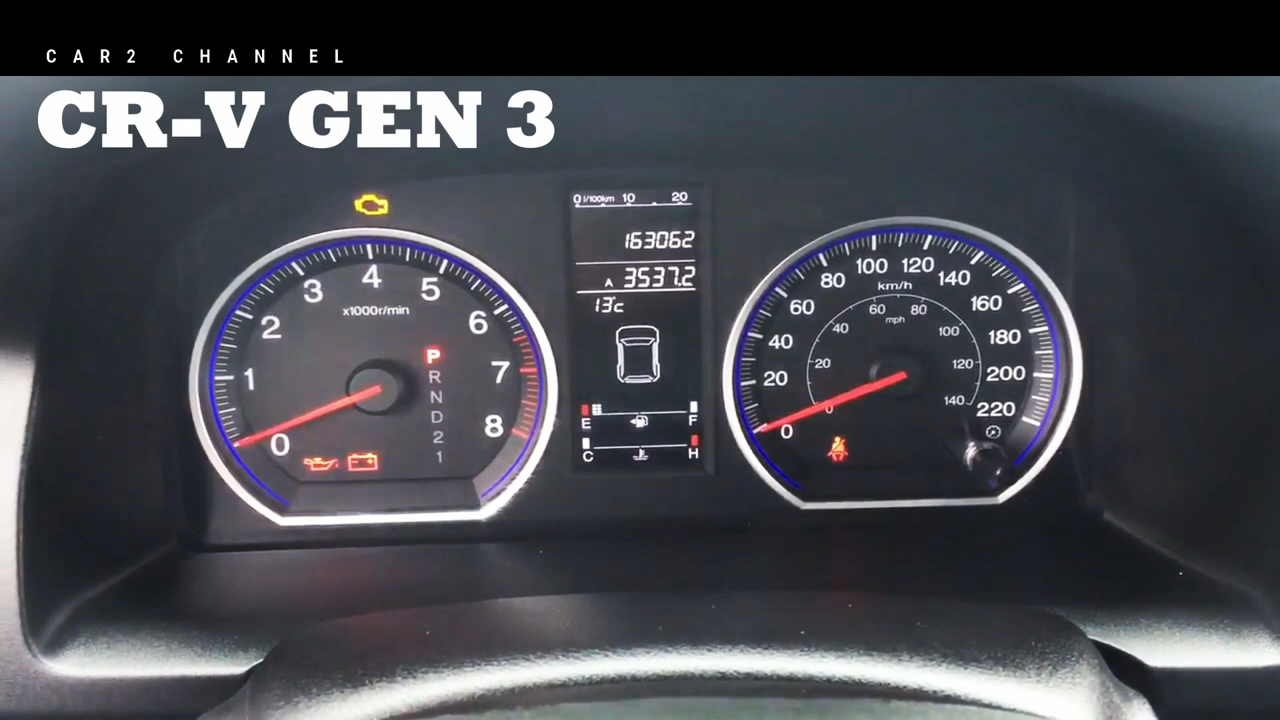 CAR2 CHANNEL
CR-V GEN 3
0 l/100km 10 20
163062
A 3537.2
13°c
E F
C H
0 1 2 3 4 5 6 7 8
x1000r/min
P
R
N
D
2
1
0 20 40 60 80 100 120 140 160 180 200 220
km/h
0 20 40 60 80 100 120 140
mph